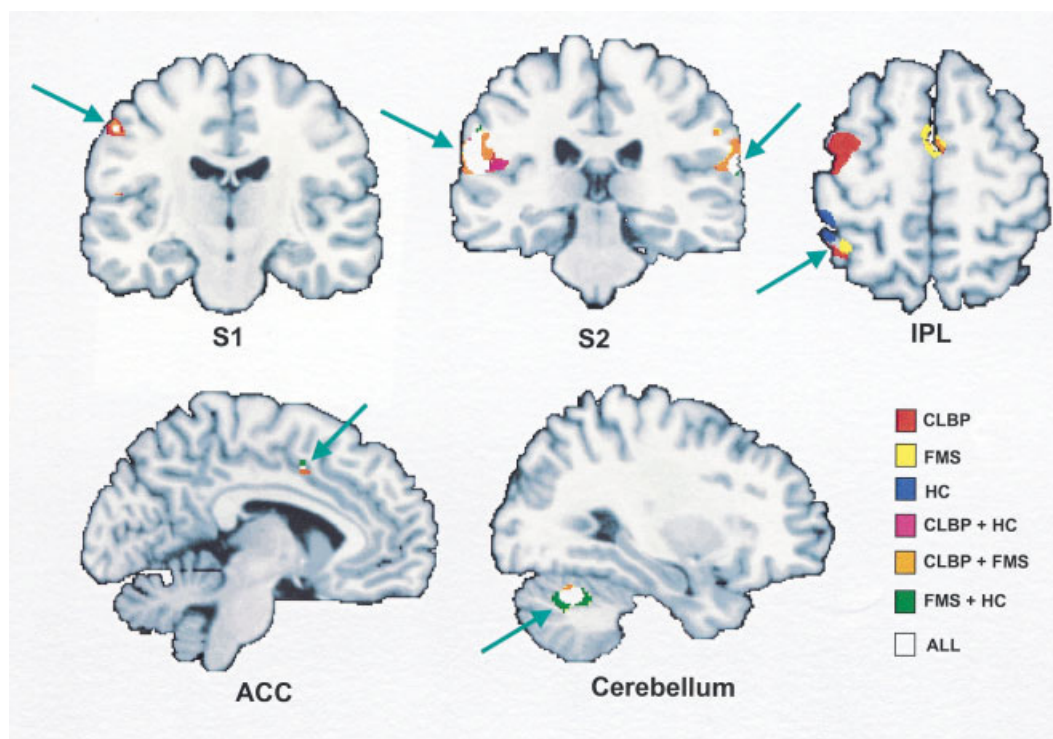 S1
S2
IPL
ACC
Cerebellum
CLBP
FMS
HC
CLBP + HC
CLBP + FMS
FMS + HC
ALL